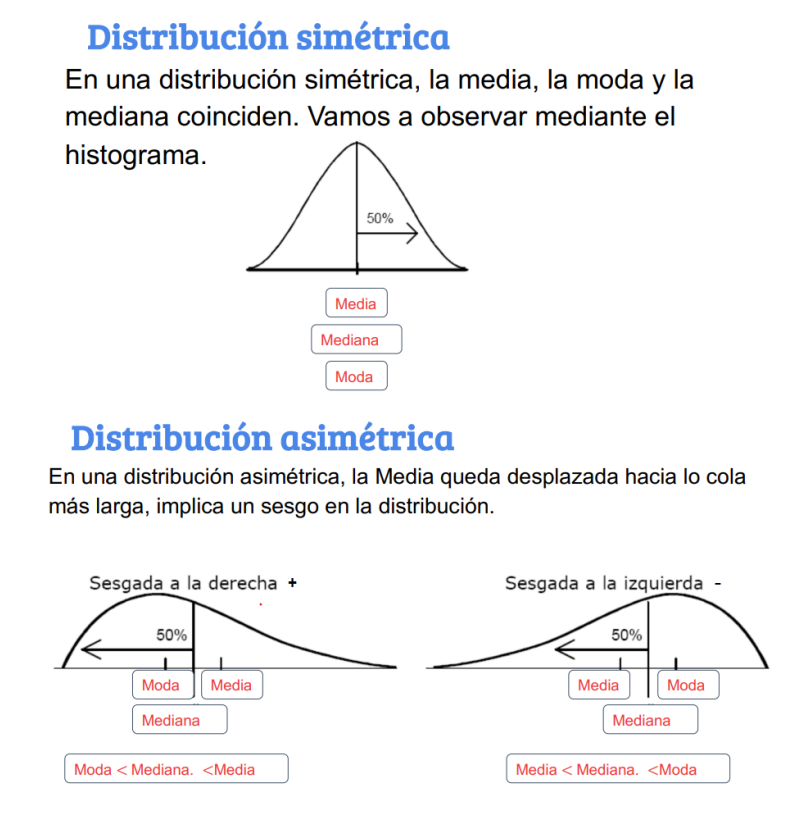 Distribución simétrica
En una distribución simétrica, la media, la moda y la
mediana coinciden. Vamos a observar mediante el
histograma.
50%
Media
Mediana
Moda
Distribución asimétrica
En una distribución asimétrica, la Media queda desplazada hacia lo cola
más larga, implica un sesgo en la distribución.
Sesgada a la derecha +
50%
Moda
Media
Mediana
Moda < Mediana. <Media
Sesgada a la izquierda -
50%
Media
Moda
Mediana
Media < Mediana. <Moda